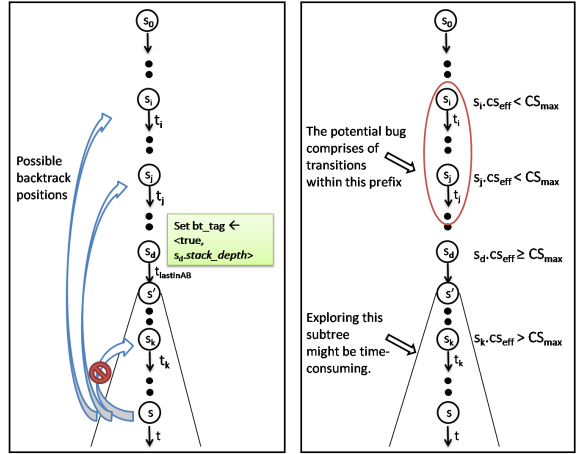 s0
si
ti
Possible
backtrack
positions
sj
tj
Set bt_tag ←
<true,
sd.stack_depth>
sd
tlastInAB
s'
sk
tk
s
t
s0
si
si.cseff < CSmax
ti
The potential bug
comprises of
transitions
within this prefix
sj
sj.cseff < CSmax
tj
sd
sd.cseff ≥ CSmax
s'
Exploring this
subtree
might be time-
consuming.
sk
sk.cseff > CSmax
tk
s
t